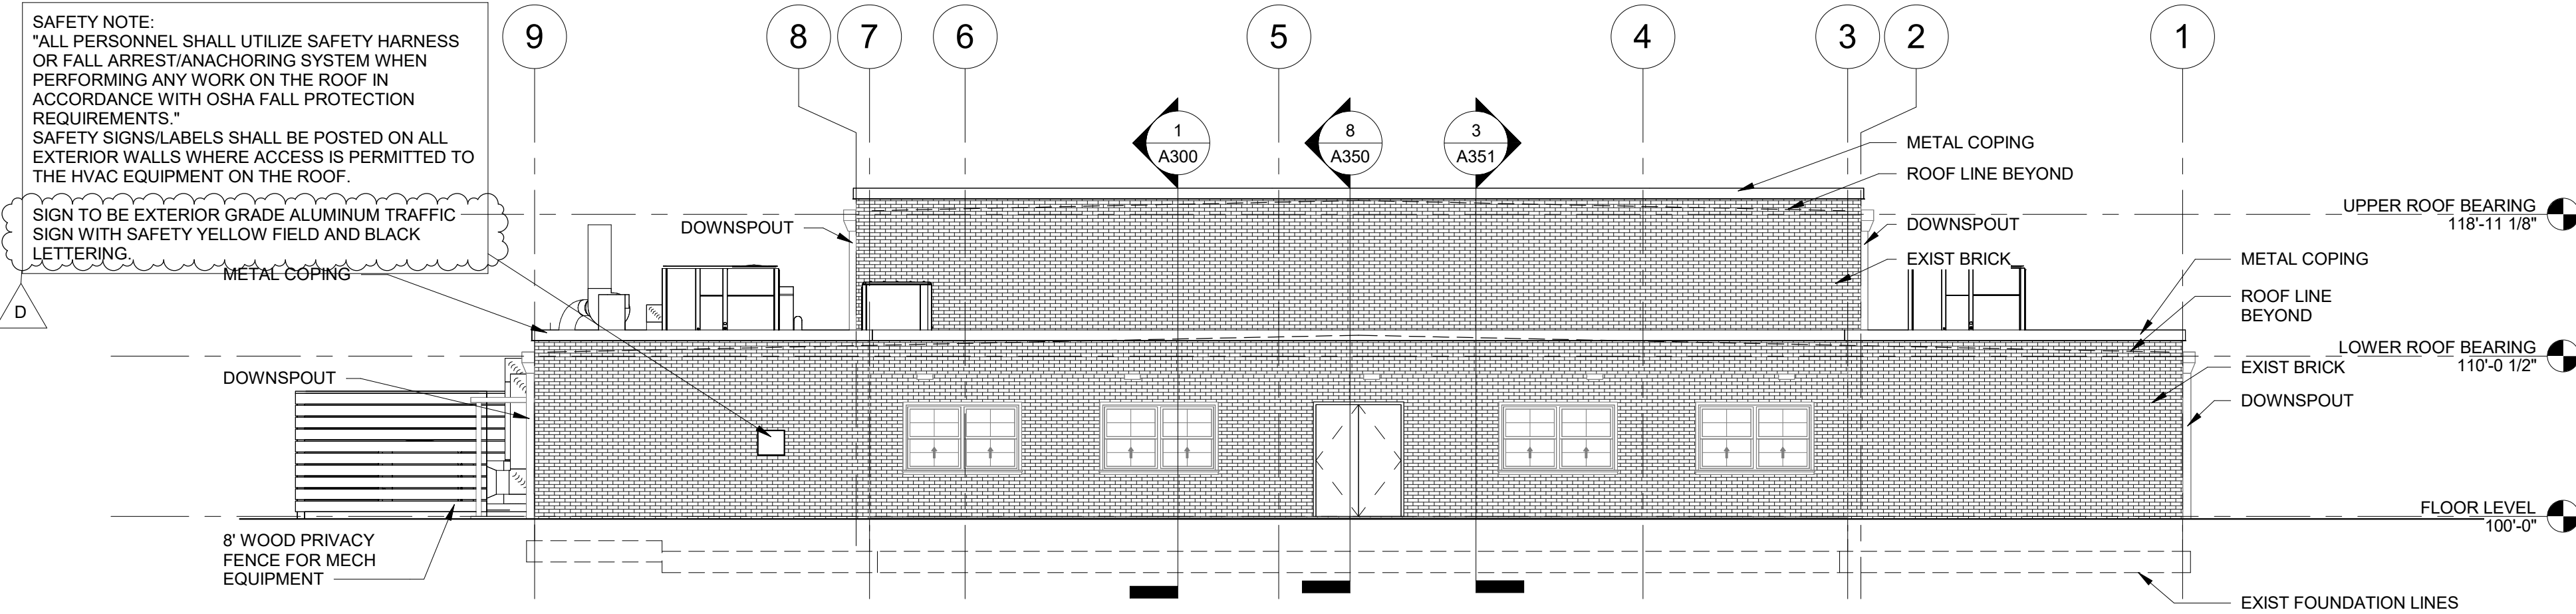 SAFETY NOTE:
"ALL PERSONNEL SHALL UTILIZE SAFETY HARNESS
OR FALL ARREST/ANACHORING SYSTEM WHEN
PERFORMING ANY WORK ON THE ROOF IN
ACCORDANCE WITH OSHA FALL PROTECTION
REQUIREMENTS."
SAFETY SIGNS/LABELS SHALL BE POSTED ON ALL
EXTERIOR WALLS WHERE ACCESS IS PERMITTED TO
THE HVAC EQUIPMENT ON THE ROOF.
SIGN TO BE EXTERIOR GRADE ALUMINUM TRAFFIC
SIGN WITH SAFETY YELLOW FIELD AND BLACK
LETTERING.
D
9
8
7
6
5
4
3
2
1
1
A300
8
A350
3
A351
METAL COPING
ROOF LINE BEYOND
DOWNSPOUT
EXIST BRICK
DOWNSPOUT
METAL COPING
DOWNSPOUT
8' WOOD PRIVACY
FENCE FOR MECH
EQUIPMENT
METAL COPING
ROOF LINE
BEYOND
EXIST BRICK
DOWNSPOUT
EXIST FOUNDATION LINES
UPPER ROOF BEARING
118'-11 1/8"
LOWER ROOF BEARING
110'-0 1/2"
FLOOR LEVEL
100'-0"